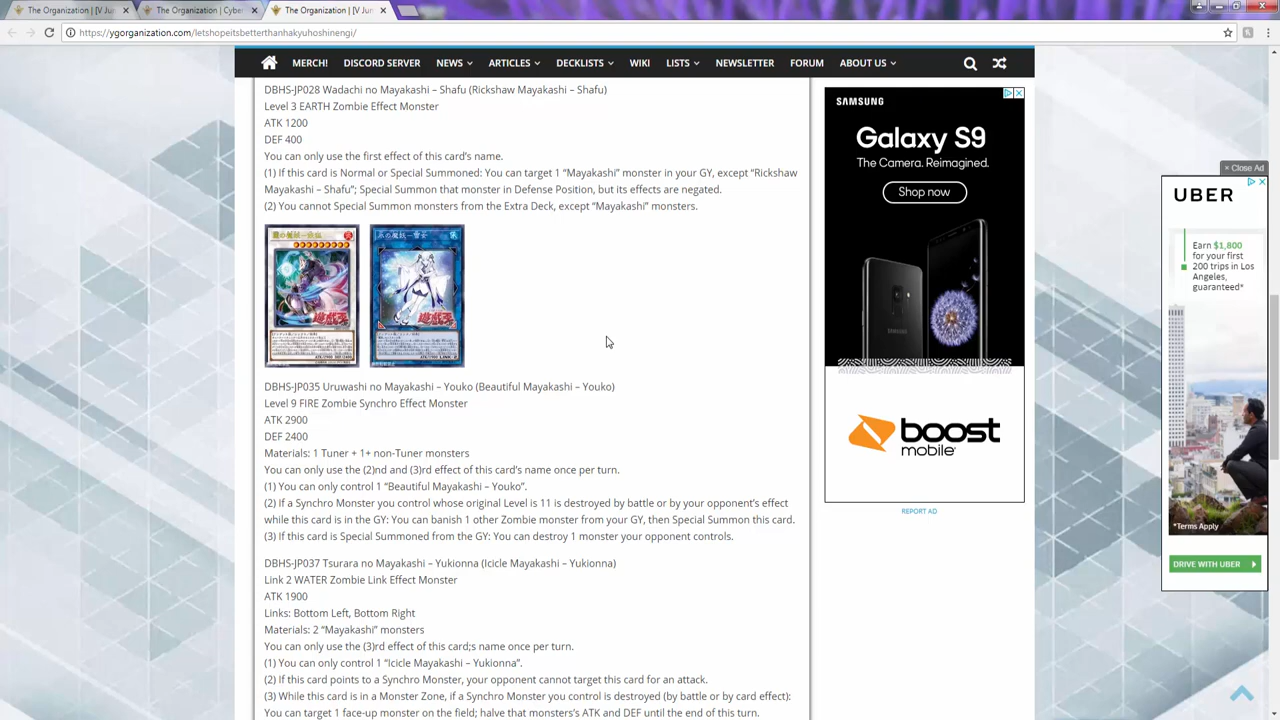 The Organization | [V Jun
The Organization | Cyber
The Organization | [V Jun
https://ygorganization.com/letshopeitsbetterthanhakyuhoshinengi/
MERCH!
DISCORD SERVER
NEWS
ARTICLES
DECKLISTS
WIKI
LISTS
NEWSLETTER
FORUM
ABOUT US
DBHS-JP028 Wadachi no Mayakashi – Shafu (Rickshaw Mayakashi – Shafu)
Level 3 EARTH Zombie Effect Monster
ATK 1200
DEF 400
You can only use the first effect of this card's name.
(1) If this card is Normal or Special Summoned: You can target 1 "Mayakashi" monster in your GY, except "Rickshaw
Mayakashi – Shafu"; Special Summon that monster in Defense Position, but its effects are negated.
(2) You cannot Special Summon monsters from the Extra Deck, except "Mayakashi" monsters.
DBHS-JP035 Uruwashi no Mayakashi – Youko (Beautiful Mayakashi – Youko)
Level 9 FIRE Zombie Synchro Effect Monster
ATK 2900
DEF 2400
Materials: 1 Tuner + 1+ non-Tuner monsters
You can only use the (2)nd and (3)rd effect of this card's name once per turn.
(1) You can only control 1 "Beautiful Mayakashi – Youko".
(2) If a Synchro Monster you control whose original Level is 11 is destroyed by battle or by your opponent's effect
while this card is in the GY: You can banish 1 other Zombie monster from your GY, then Special Summon this card.
(3) If this card is Special Summoned from the GY: You can destroy 1 monster your opponent controls.
DBHS-JP037 Tsurara no Mayakashi – Yukionna (Icicle Mayakashi – Yukionna)
Link 2 WATER Zombie Link Effect Monster
ATK 1900
Links: Bottom Left, Bottom Right
Materials: 2 "Mayakashi" monsters
You can only use the (3)rd effect of this card;s name once per turn.
(1) You can only control 1 "Icicle Mayakashi – Yukionna".
(2) If this card points to a Synchro Monster, your opponent cannot target this card for an attack.
(3) While this card is in a Monster Zone, if a Synchro Monster you control is destroyed (by battle or by card effect):
You can target 1 face-up monster on the field; halve that monsters's ATK and DEF until the end of this turn.
SAMSUNG
Galaxy S9
The Camera. Reimagined.
Shop now
boost
mobile
REPORT AD
× Close Ad
UBER
Earn $1,800
for your first
200 trips in Los
Angeles,
guaranteed*
*Terms Apply
DRIVE WITH UBER